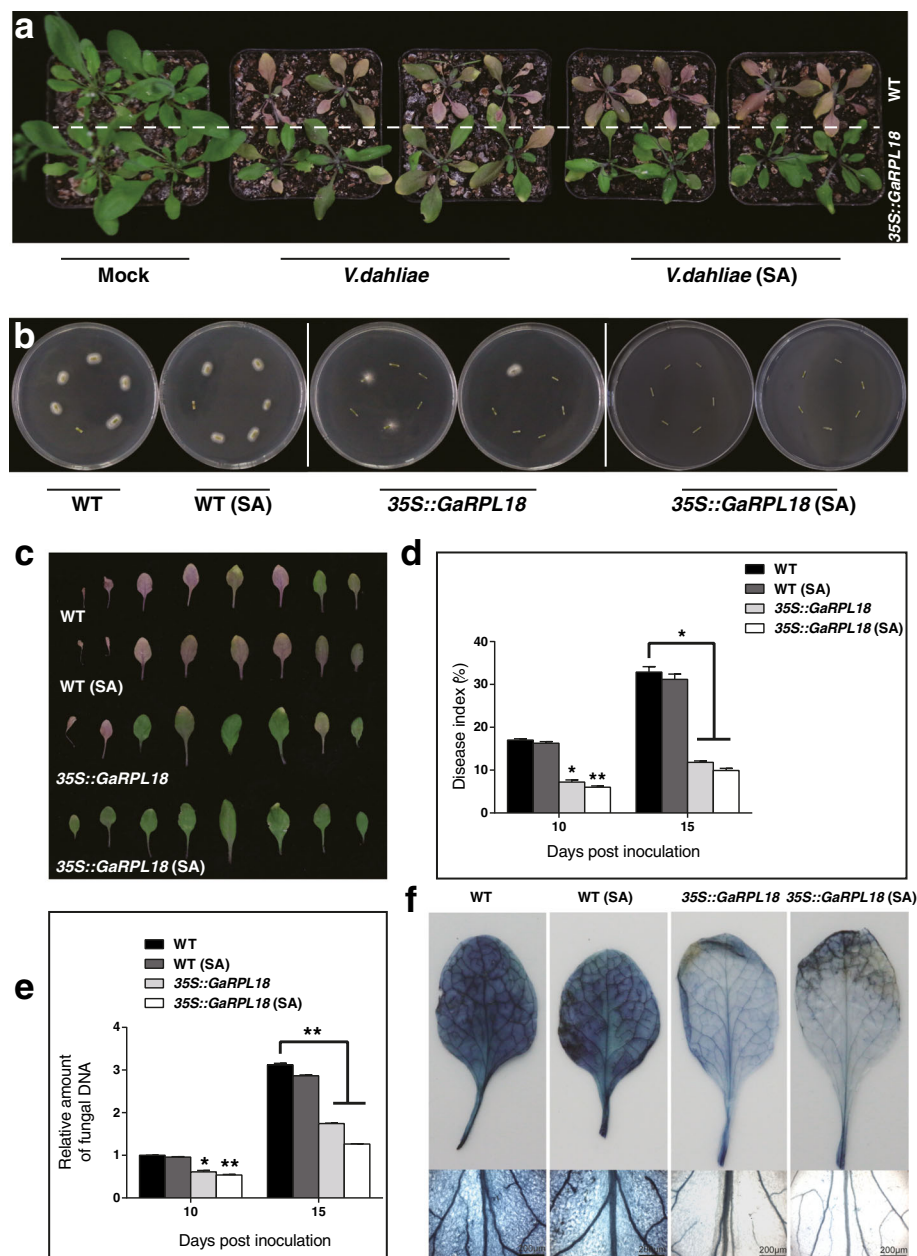 a
WT
35S::GaRPL18
Mock
V.dahliae
V.dahliae (SA)
b
WT
WT (SA)
35S::GaRPL18
35S::GaRPL18 (SA)
c
WT
WT (SA)
35S::GaRPL18
35S::GaRPL18 (SA)
d
WT
WT (SA)
35S::GaRPL18
35S::GaRPL18 (SA)
Disease index (%)
40
30
20
10
0
*
**
*
10
15
Days post inoculation
e
WT
WT (SA)
35S::GaRPL18
35S::GaRPL18 (SA)
Relative amount
of fungal DNA
4
3
2
1
0
*
**
**
10
15
Days post inoculation
f
WT
WT (SA)
35S::GaRPL18
35S::GaRPL18 (SA)
200μm
200μm
200μm
200μm